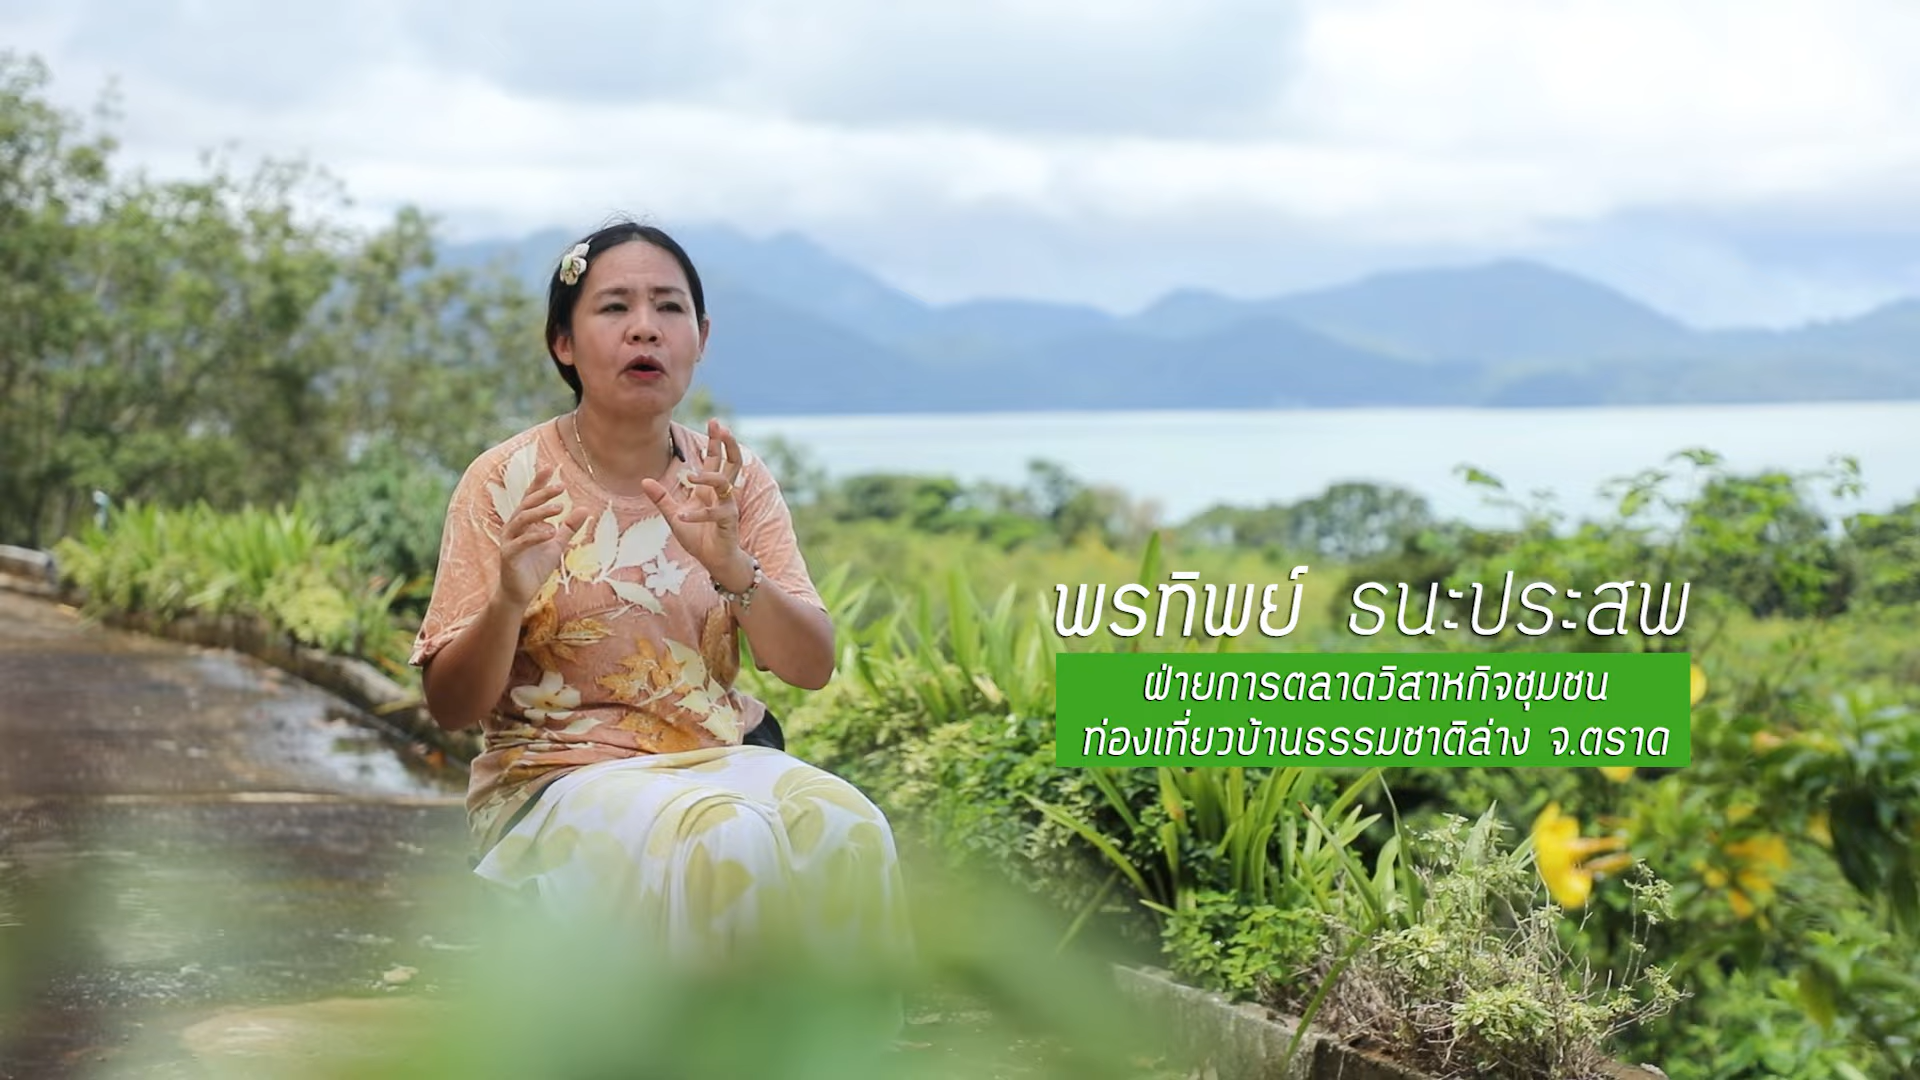 พรทิพย์ ธนะประสพ
ฝ่ายการตลาดวิสาหกิจชุมชน
ท่องเที่ยวบ้านธรรมชาติล่าง จ.ตราด